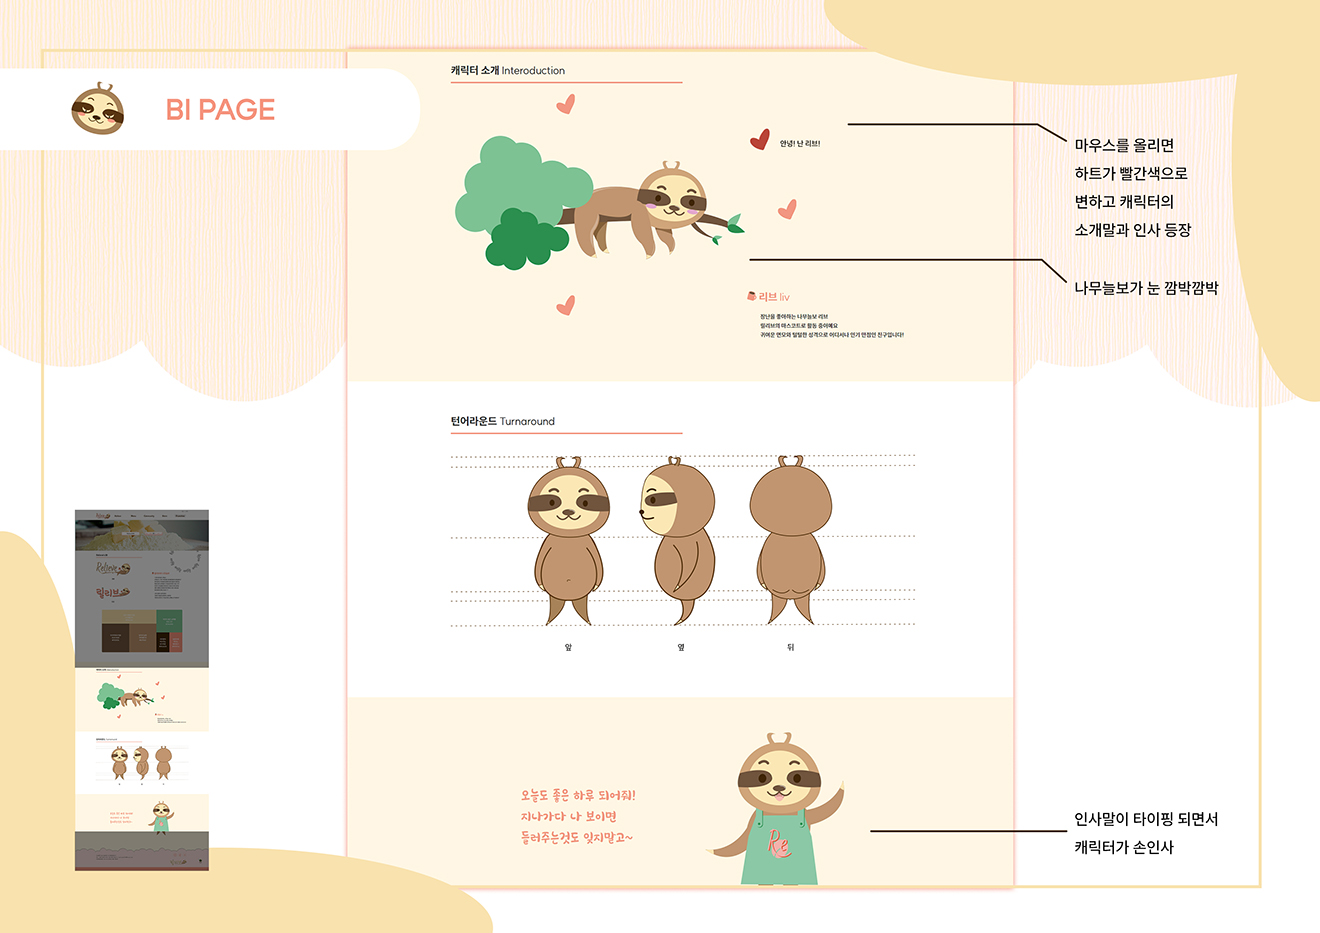 BI PAGE
캐릭터 소개 Interoduction
안녕! 난 리브!
리브 liv
장난을 좋아하는 나무늘보 리브
릴리브의 마스코트로 활동 중이예요
귀여운 면모와 털털한 성격으로 어디서나 인기 만점인 친구입니다!
마우스를 올리면
하트가 빨간색으로
변하고 캐릭터의
소개말과 인사 등장
나무늘보가 눈 깜박깜박
턴어라운드 Turnaround
앞
옆
뒤
Relieve
릴리브
오늘도 좋은 하루 되어줘!
지나가다 나 보이면
들러주는것도 잊지말고~
Re
인사말이 타이핑 되면서
캐릭터가 손인사